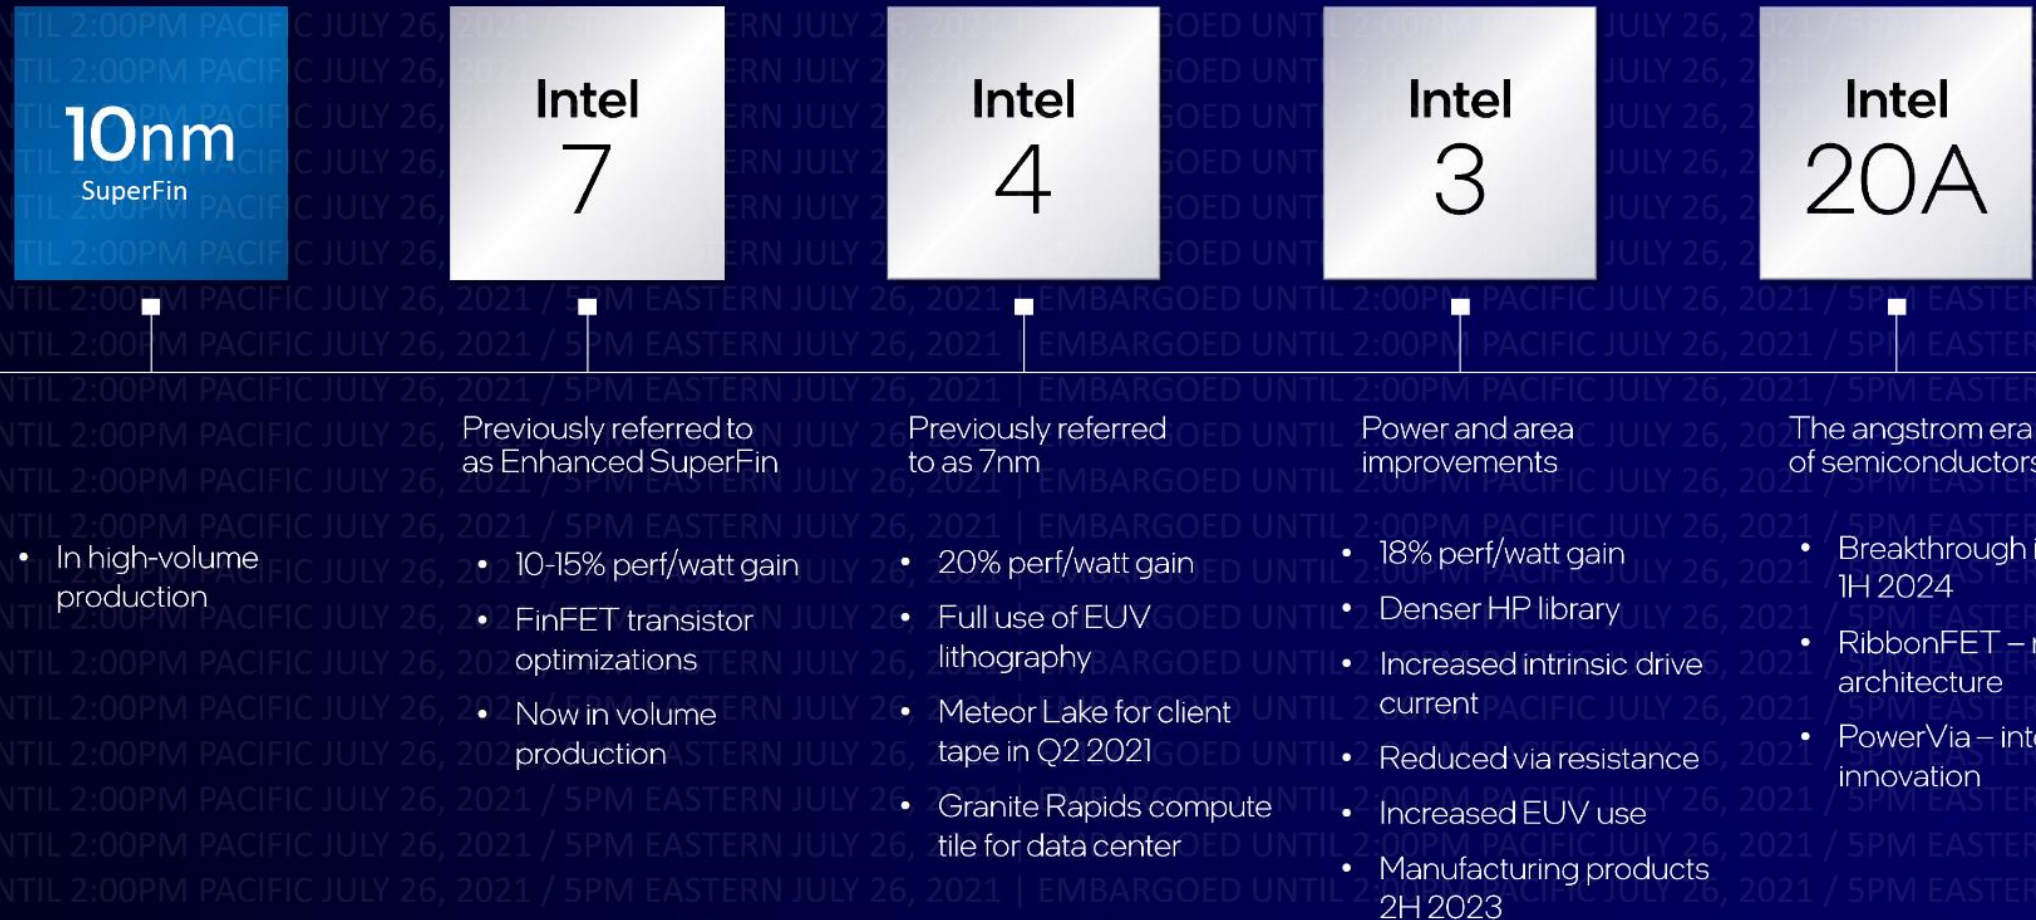 10nm
SuperFin
Intel
7
Intel
4
Intel
3
Intel
20A
Previously referred to
as Enhanced SuperFin
Previously referred
to as 7nm
Power and area
improvements
The angstrom era
of semiconductors
• In high-volume
production
• 10-15% perf/watt gain
• FinFET transistor
optimizations
• Now in volume
production
• 20% perf/watt gain
• Full use of EUV
lithography
• Meteor Lake for client
tape in Q2 2021
• Granite Rapids compute
tile for data center
• 18% perf/watt gain
• Denser HP library
• Increased intrinsic drive
current
• Reduced via resistance
• Increased EUV use
• Manufacturing products
2H 2023
• Breakthrough
1H 2024
• RibbonFET –
architecture
• PowerVia –
innovation